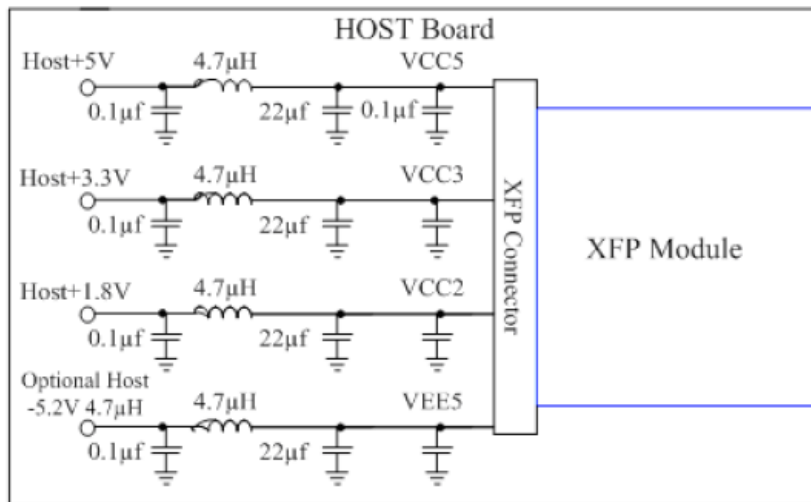 HOST Board
Host+5V 4.7μH VCC5
0.1μf 22μf 0.1μf
Host+3.3V 4.7μH VCC3
0.1μf 22μf
XFP Connector
XFP Module
Host+1.8V 4.7μH VCC2
0.1μf 22μf
Optional Host
-5.2V 4.7μH 4.7μH VEE5
0.1μf 22μf